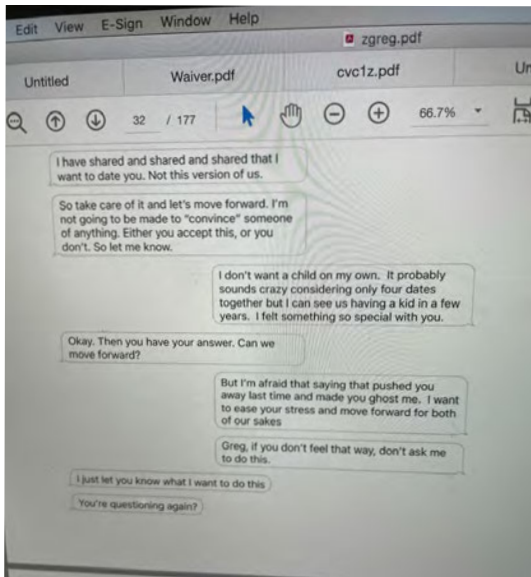 Edit View E-Sign Window Help
zgreg.pdf
Untitled Waiver.pdf cvc1z.pdf
32 / 177 66.7%
I have shared and shared and shared that I
want to date you. Not this version of us.
So take care of it and let's move forward. I'm
not going to be made to "convince" someone
of anything. Either you accept this, or you
don't. So let me know.
I don't want a child on my own. It probably
sounds crazy considering only four dates
together but I can see us having a kid in a few
years. I felt something so special with you.
Okay. Then you have your answer. Can we
move forward?
But I'm afraid that saying that pushed you
away last time and made you ghost me. I want
to ease your stress and move forward for both
of our sakes
Greg, if you don't feel that way, don't ask me
to do this.
I just let you know what I want to do this
You're questioning again?